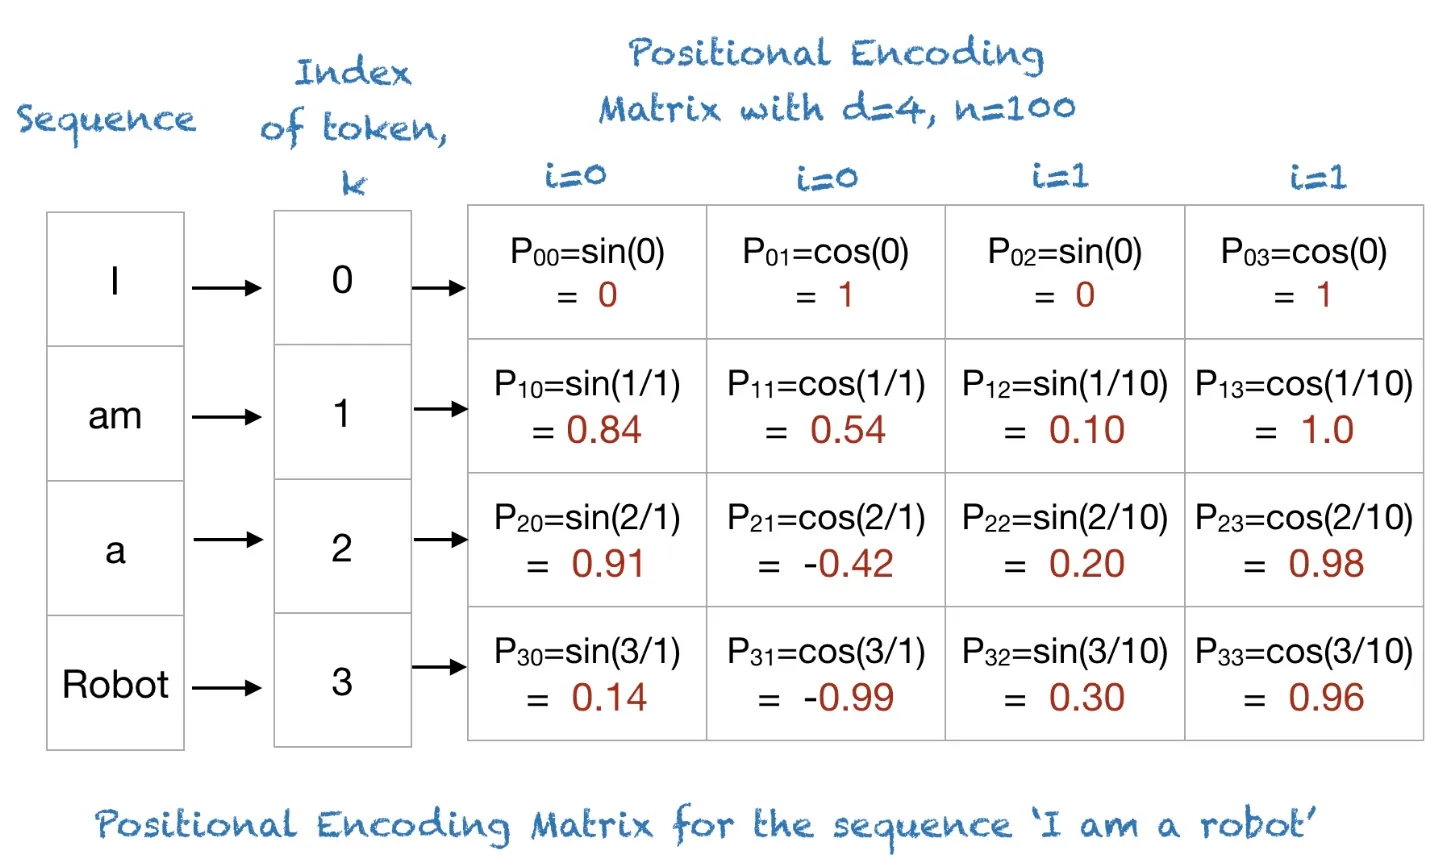 Sequence
Index
of token,
k
Positional Encoding
Matrix with d=4, n=100
i=0 i=0 i=1 i=1
I 0 P₀₀=sin(0) P₀₁=cos(0) P₀₂=sin(0) P₀₃=cos(0)
= 0 = 1 = 0 = 1
am 1 P₁₀=sin(1/1) P₁₁=cos(1/1) P₁₂=sin(1/10) P₁₃=cos(1/10)
= 0.84 = 0.54 = 0.10 = 1.0
a 2 P₂₀=sin(2/1) P₂₁=cos(2/1) P₂₂=sin(2/10) P₂₃=cos(2/10)
= 0.91 = -0.42 = 0.20 = 0.98
Robot 3 P₃₀=sin(3/1) P₃₁=cos(3/1) P₃₂=sin(3/10) P₃₃=cos(3/10)
= 0.14 = -0.99 = 0.30 = 0.96
Positional Encoding Matrix for the sequence ‘I am a robot’